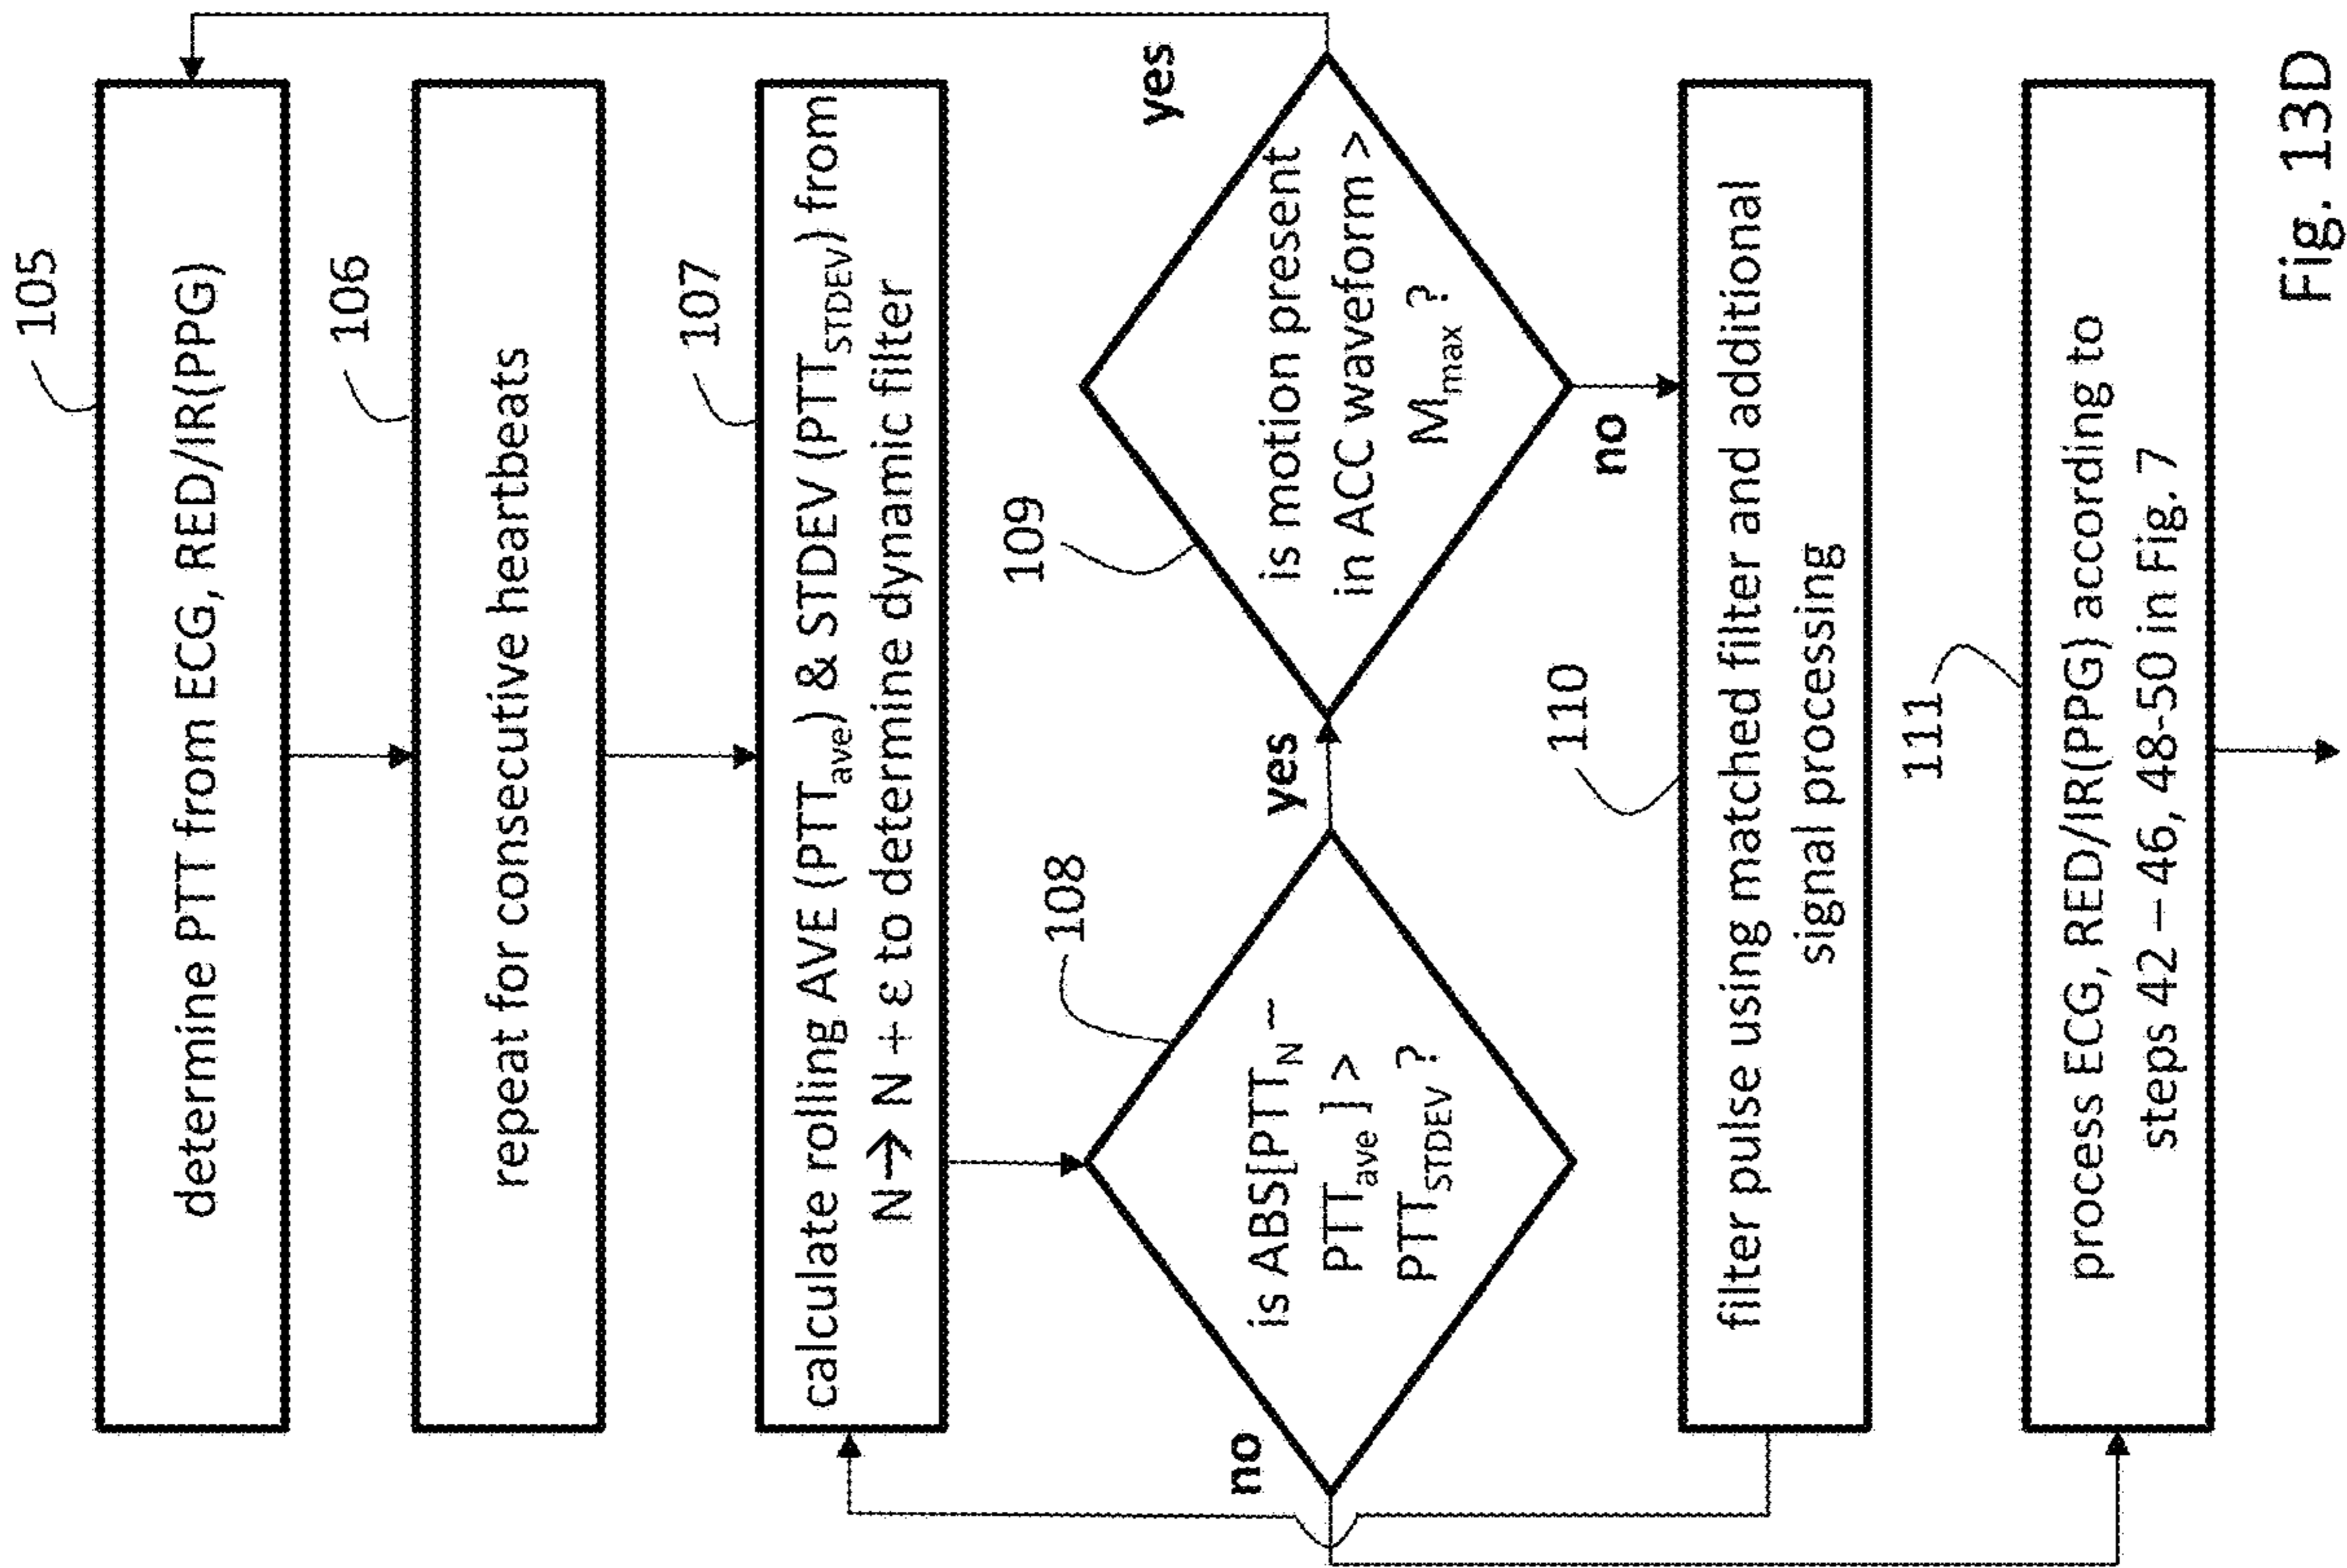 105
determine PTT from ECG, RED/IR(PPG)
106
repeat for consecutive heartbeats
107
calculate rolling AVE (PTTave) & STDEV (PTTSTDEV) from
N→ N + ε to determine dynamic filter
108
is ABS[PTTN –
PTTave ] >
PTTSTDEV ?
no
yes
109
is motion present
in ACC waveform >
Mmax ?
yes
no
110
filter pulse using matched filter and additional
signal processing
111
process ECG, RED/IR(PPG) according to
steps 42 – 46, 48-50 in Fig. 7
Fig. 13D